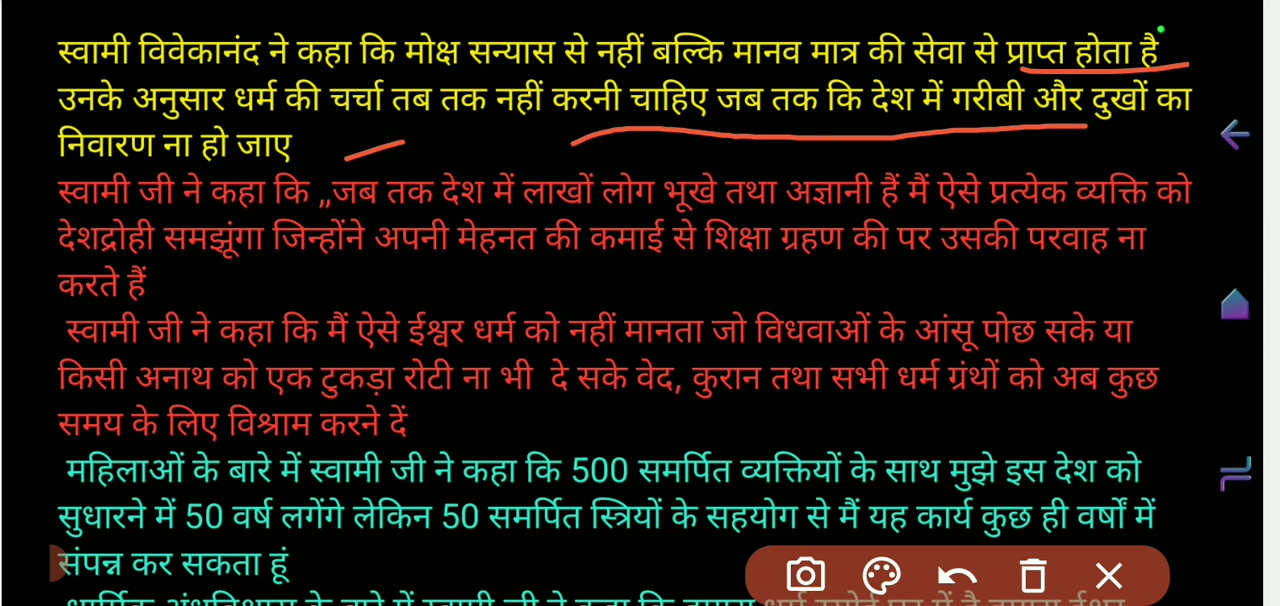 स्वामी विवेकानंद ने कहा कि मोक्ष सन्यास से नहीं बल्कि मानव मात्र की सेवा से प्राप्त होता है
उनके अनुसार धर्म की चर्चा तब तक नहीं करनी चाहिए जब तक कि देश में गरीबी और दुखों का
निवारण ना हो जाए
स्वामी जी ने कहा कि ,,जब तक देश में लाखों लोग भूखे तथा अज्ञानी हैं मैं ऐसे प्रत्येक व्यक्ति को
देशद्रोही समझूंगा जिन्होंने अपनी मेहनत की कमाई से शिक्षा ग्रहण की पर उसकी परवाह ना
करते हैं
स्वामी जी ने कहा कि मैं ऐसे ईश्वर धर्म को नहीं मानता जो विधवाओं के आंसू पोछ सके या
किसी अनाथ को एक टुकड़ा रोटी ना भी दे सके वेद, कुरान तथा सभी धर्म ग्रंथों को अब कुछ
समय के लिए विश्राम करने दें
महिलाओं के बारे में स्वामी जी ने कहा कि 500 समर्पित व्यक्तियों के साथ मुझे इस देश को
सुधारने में 50 वर्ष लगेंगे लेकिन 50 समर्पित स्त्रियों के सहयोग से मैं यह कार्य कुछ ही वर्षों में
संपन्न कर सकता हूं